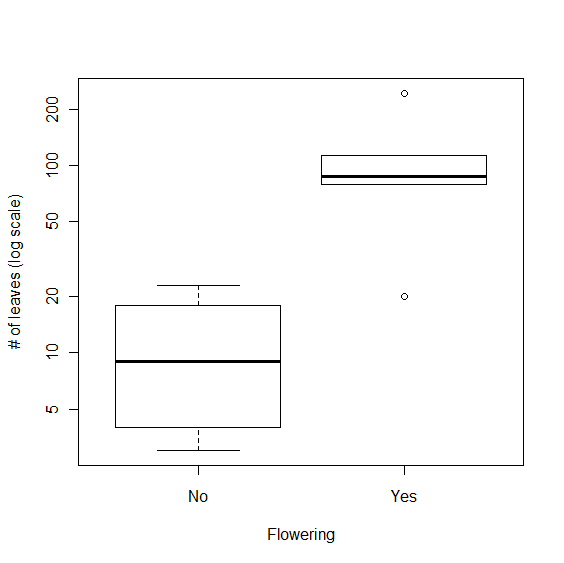 # of leaves (log scale)
200
100
50
20
10
5
No Yes
Flowering